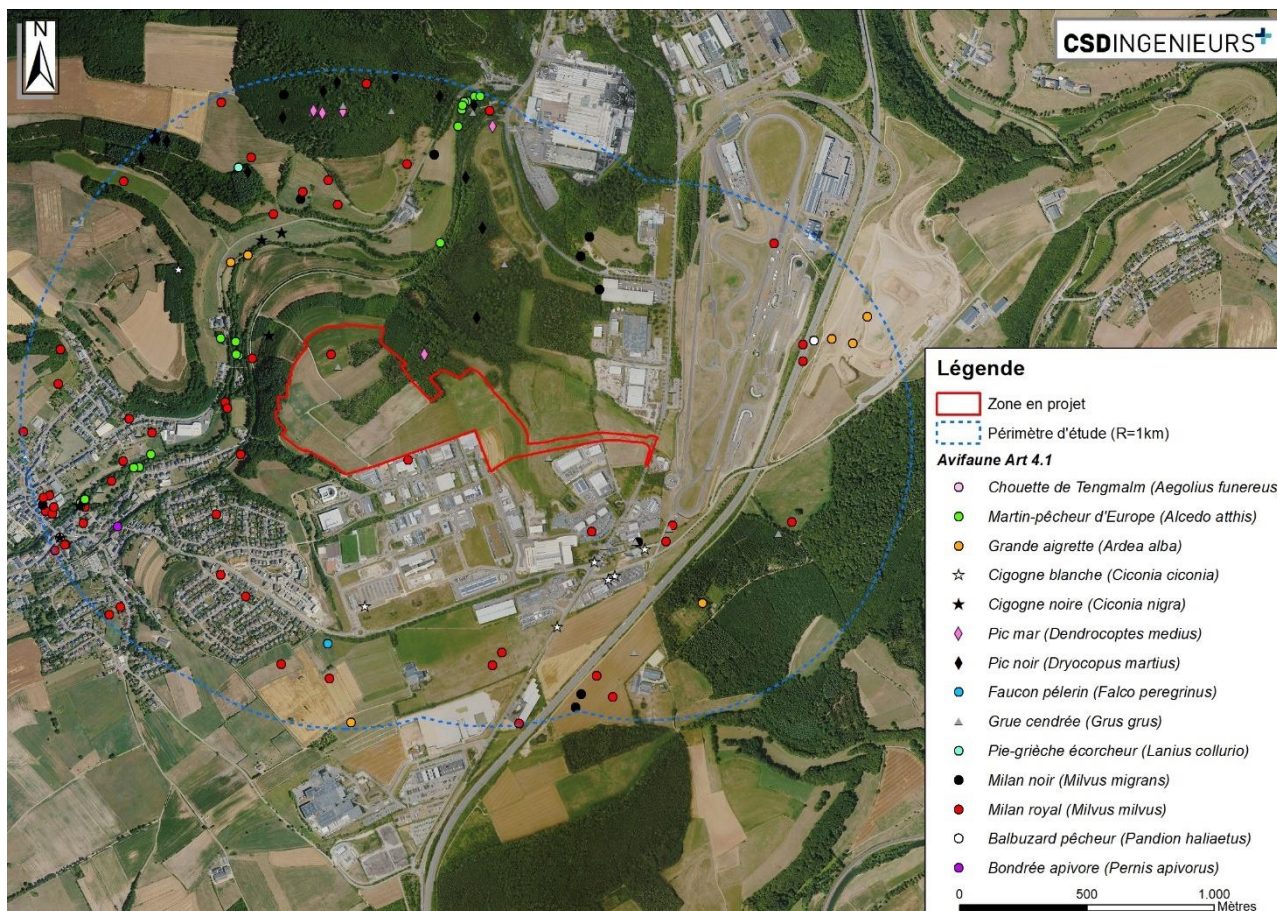 N
CSDINGENIEURS+
Légende
Zone en projet
Périmètre d'étude (R=1km)
Avifaune Art 4.1
Chouette de Tengmalm (Aegolius funereus
Martin-pêcheur d'Europe (Alcedo atthis)
Grande aigrette (Ardea alba)
Cigogne blanche (Ciconia ciconia)
Cigogne noire (Ciconia nigra)
Pic mar (Dendrocoptes medius)
Pic noir (Dryocopus martius)
Faucon pélerin (Falco peregrinus)
Grue cendrée (Grus grus)
Pie-grièche écorcheur (Lanius collurio)
Milan noir (Milvus migrans)
Milan royal (Milvus milvus)
Balbuzard pêcheur (Pandion haliaetus)
Bondrée apivore (Pernis apivorus)
0 500 1.000
Mètres